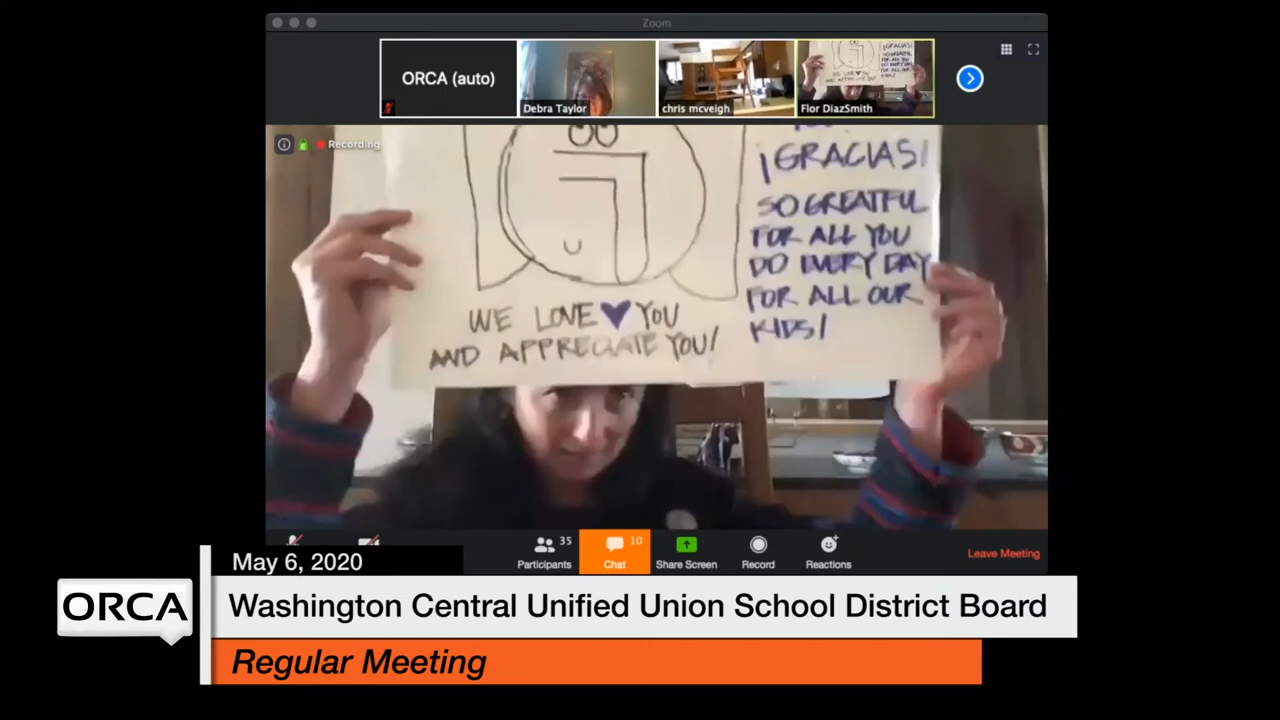 Zoom
ORCA (auto)
Debra Taylor
chris mcveigh
Flor DiazSmith
Recording
¡GRACIAS!
SO GREATFUL
FOR ALL YOU
DO EVERY DAY
FOR ALL OUR
KIDS!
WE LOVE YOU
AND APPRECIATE YOU!
35
Participants
10
Chat
Share Screen
Record
Reactions
Leave Meeting
May 6, 2020
ORCA
Washington Central Unified Union School District Board
Regular Meeting